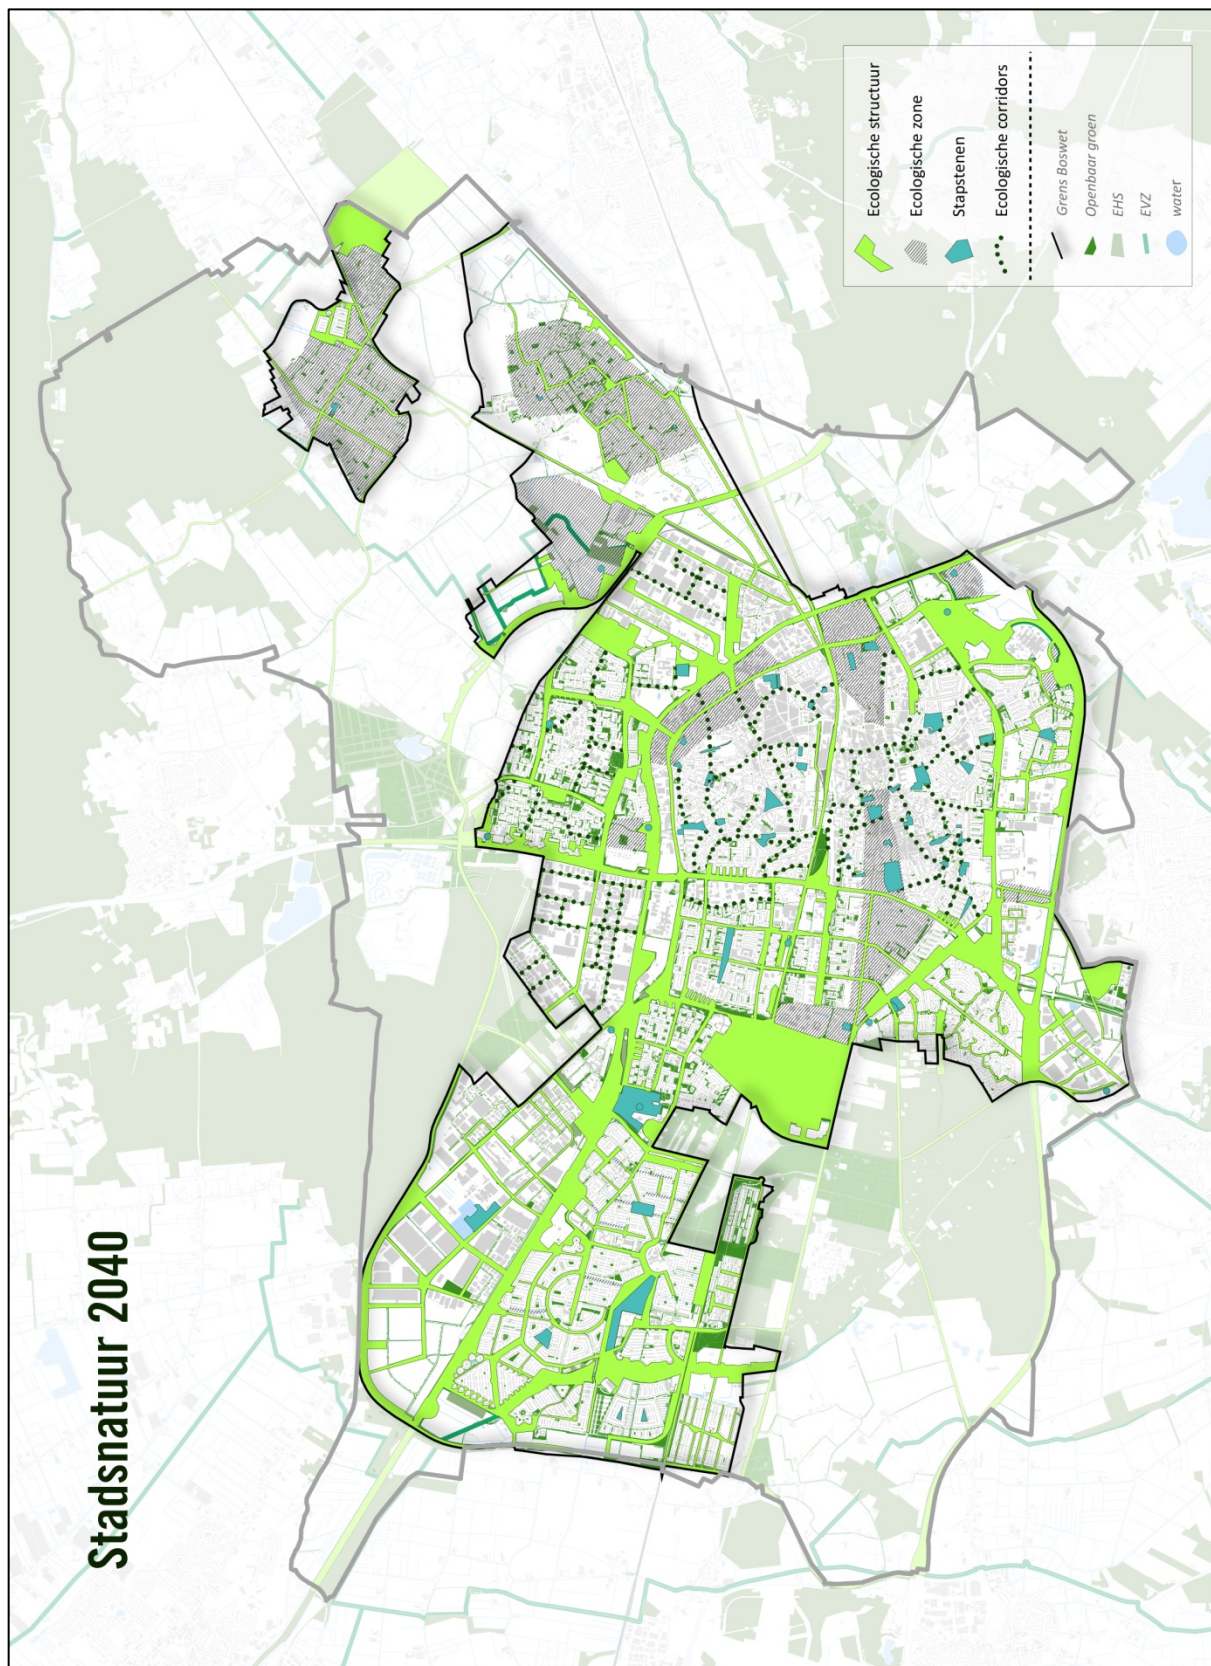 Stadsnatuur 2040
Ecologische structuur
Ecologische zone
Stapstenen
Ecologische corridors
Grens Boswet
Openbaar groen
EHS
EVZ
water